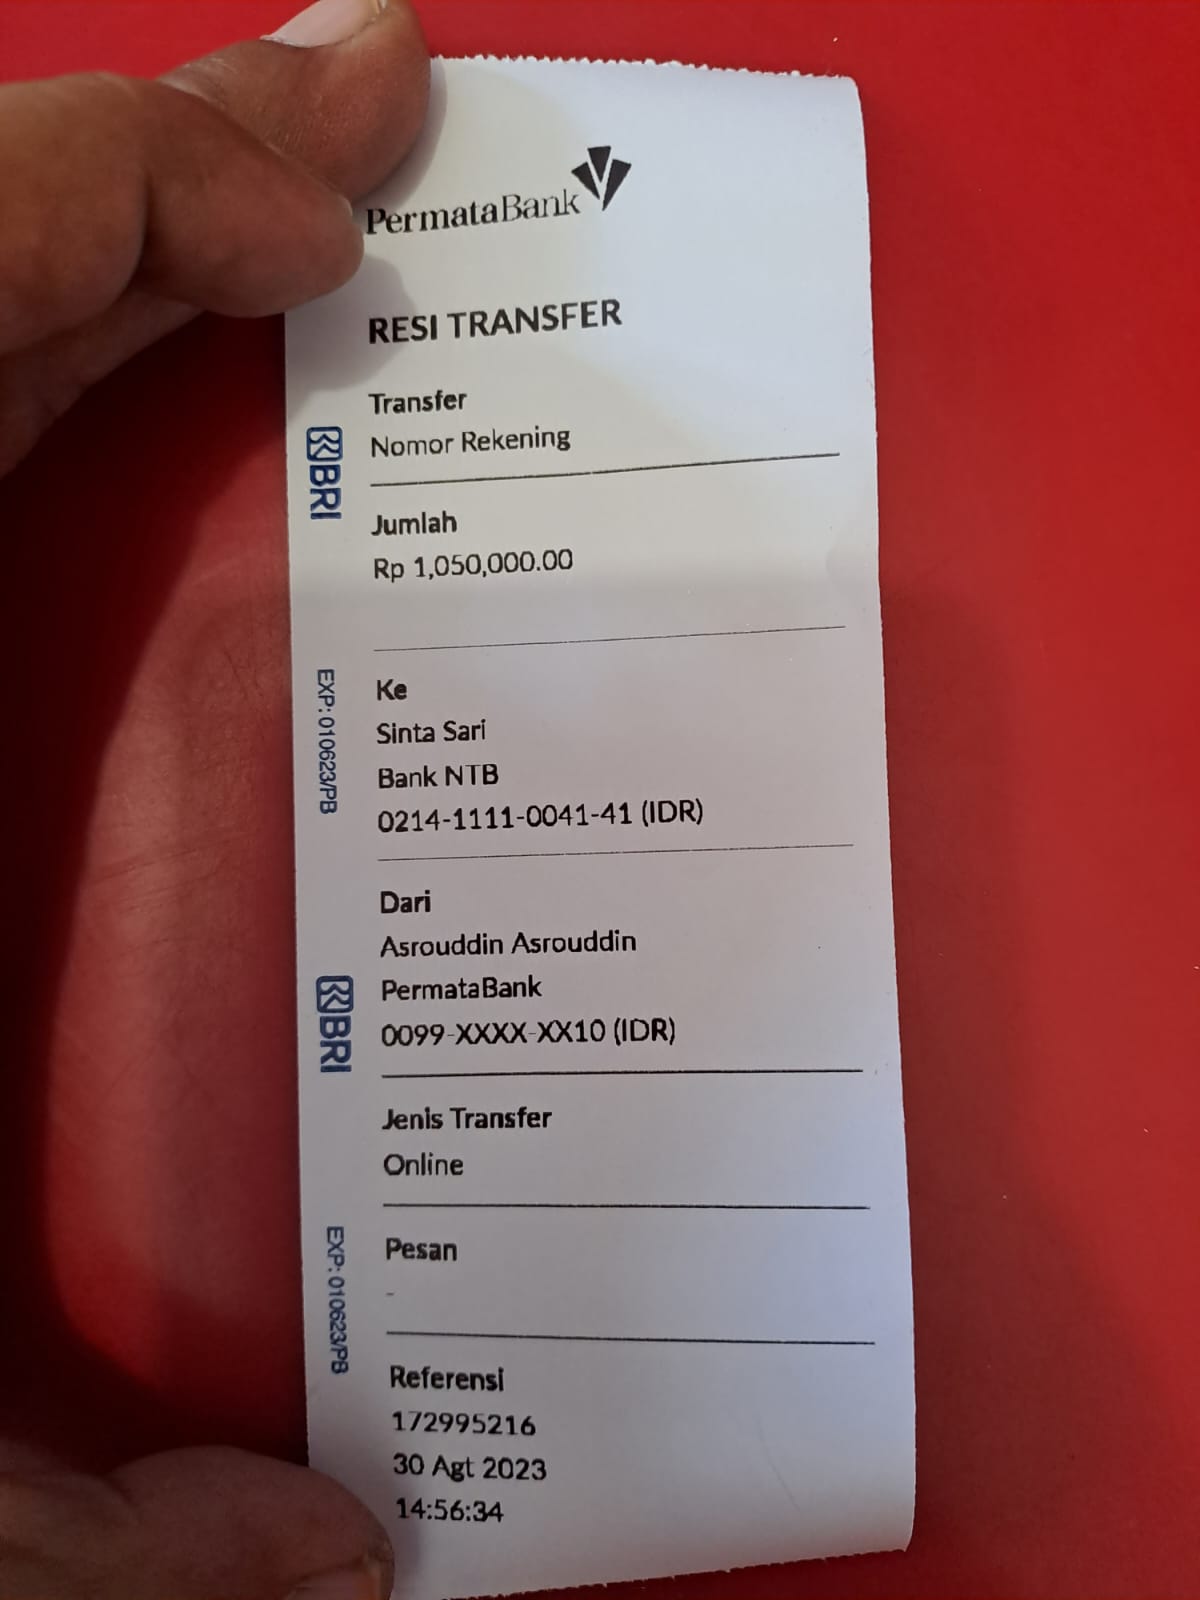 PermataBank
RESI TRANSFER
Transfer
Nomor Rekening
BRI
Jumlah
Rp 1,050,000.00
EXP: 010623/PB
Ke
Sinta Sari
Bank NTB
0214-1111-0041-41 (IDR)
Dari
Asrouddin Asrouddin
PermataBank
0099-XXXX-XX10 (IDR)
BRI
Jenis Transfer
Online
EXP: 010623/PB
Pesan
-
Referensi
172995216
30 Agt 2023
14:56:34